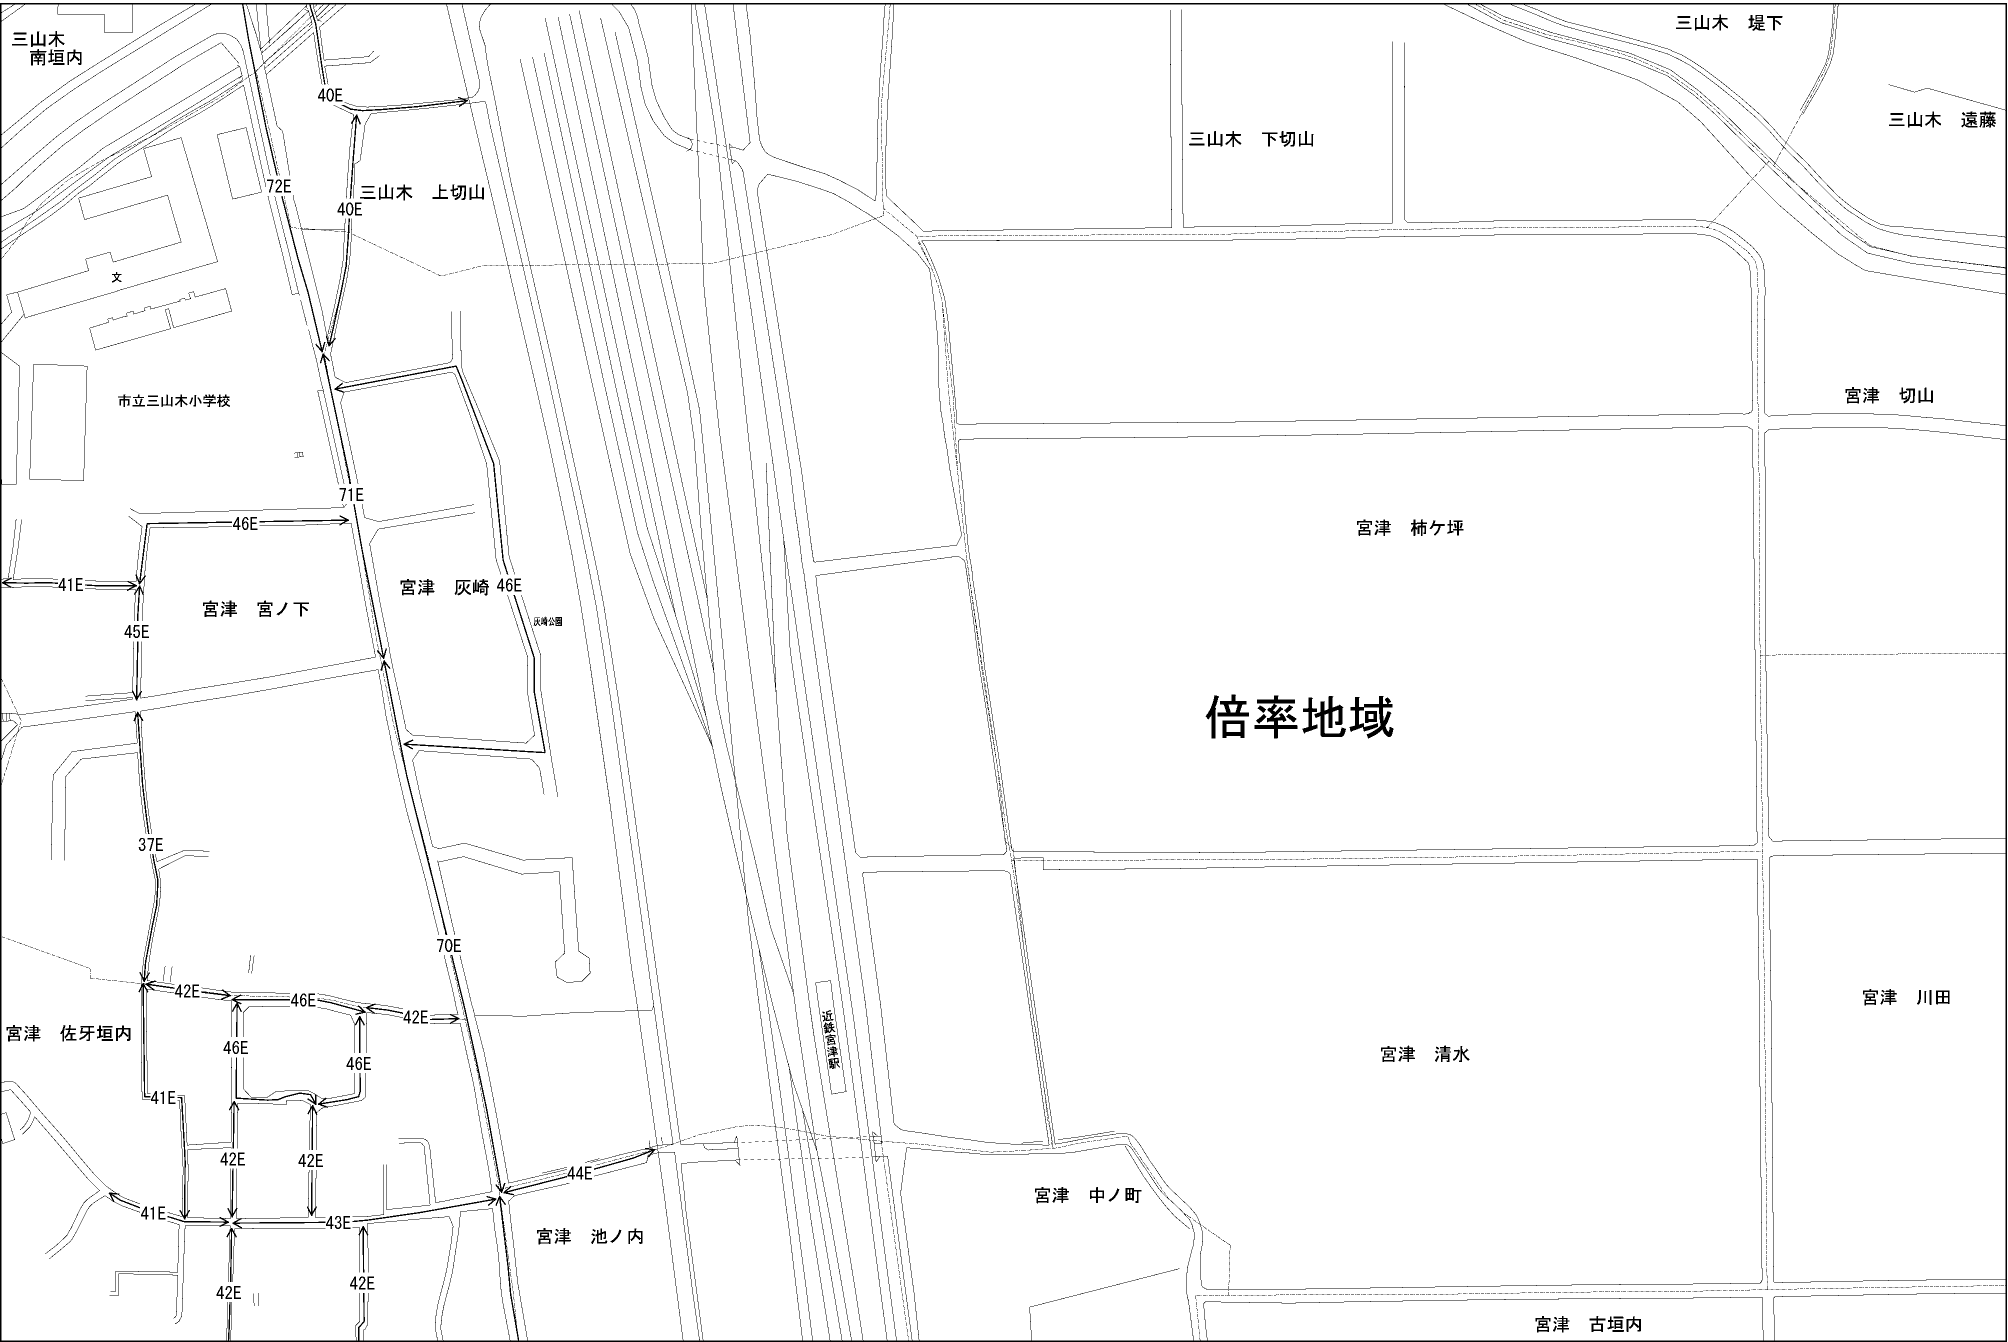 三山木
南垣内
三山木　堤下
40E
三山木　遠藤
三山木　下切山
72E
三山木　上切山
40E
文
市立三山木小学校
宮津　切山
71E
46E
宮津　柿ケ坪
41E
宮津　灰崎
46E
宮津　宮ノ下
灰崎公園
45E
倍率地域
37E
70E
42E
46E
42E
宮津　川田
宮津　佐牙垣内
46E
46E
近鉄宮津駅
宮津　清水
41E
42E
42E
44E
宮津　中ノ町
41E
43E
宮津　池ノ内
42E
42E
宮津　古垣内